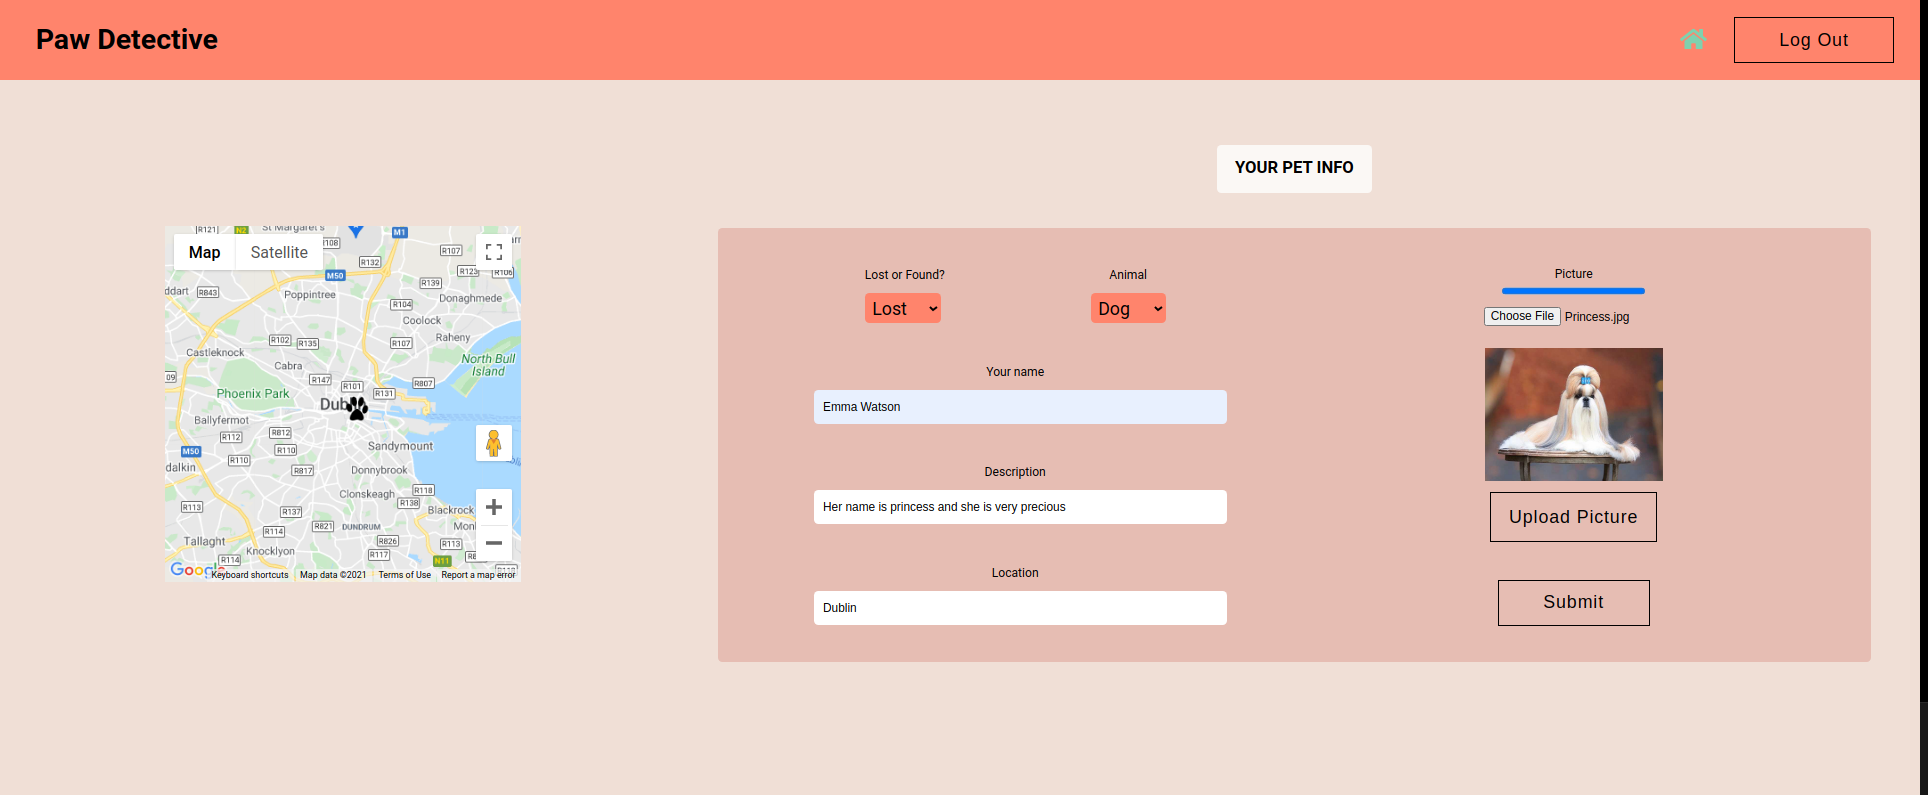 Paw Detective
Log Out
YOUR PET INFO
Map
Satellite
R121
N2
St Margaret's
R108
M1
R107
R132
R123
R106
M50
R139
R843
Poppintree
Donaghmede
R104
Coolock
R102
R135
R107
Raheny
Castleknock
North Bull
Island
Cabra
09
R147
R101
R807
Phoenix Park
R131
Dub
Ballyfermot
R112
R812
M50
R110
Sandymount
R110
dalkin
R817
Donnybrook
R118
Clonskeagh
R138
R113
R137
Blackrock
R821
DUNDRUM
R114
Tallaght
R826
R113
Knocklyon
R117
R114
N11
Google
Keyboard shortcuts
Map data ©2021
Terms of Use
Report a map error
Lost or Found?
Animal
Lost
Dog
Your name
Emma Watson
Description
Her name is princess and she is very precious
Location
Dublin
Picture
Choose File
Princess.jpg
Upload Picture
Submit